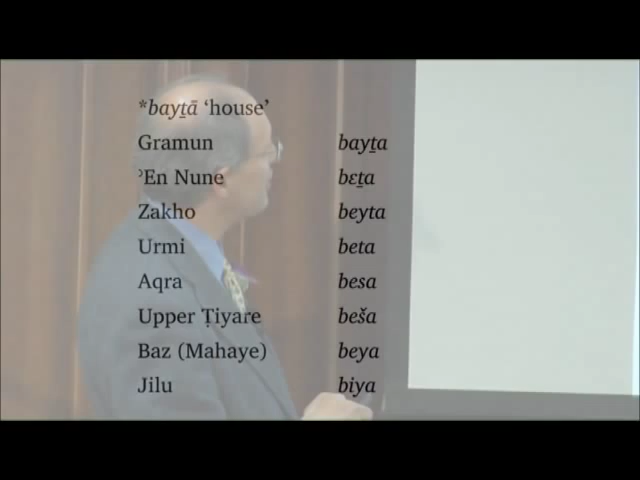 *bayṯā ‘house’
Gramun bayṯa
ʾEn Nune bɛṯa
Zakho beyta
Urmi beta
Aqra besa
Upper Ṭiyare beša
Baz (Mahaye) beya
Jilu biya